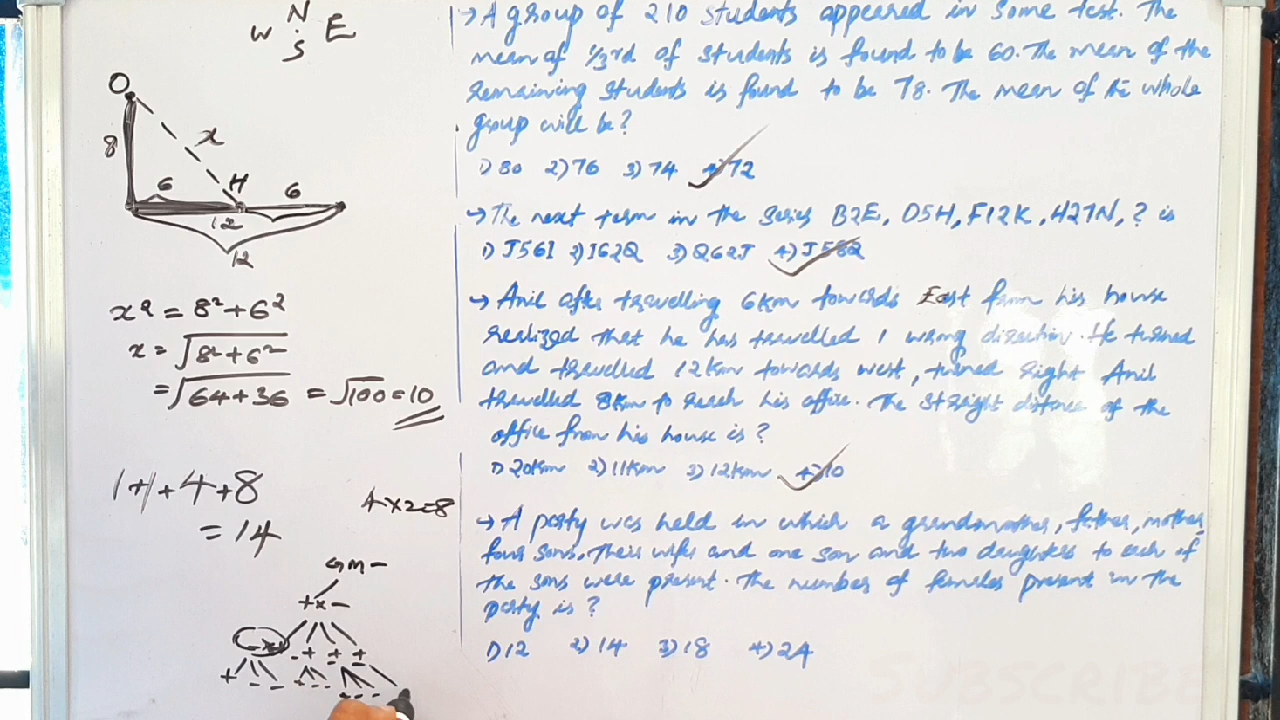 N
W E
S
O
8
x
6 H 6
12
12
x² = 8² + 6²
x = √8²+6²
= √64+36 = √100 = 10
1+1+4+8
= 14
4×2=8
GM -
+x-
→ A group of 210 students appeared in some test. The
mean of 1/3rd of students is found to be 60. The mean of the
remaining students is found to be 78. The mean of the whole
group will be?
1) 80 2) 76 3) 74 4) 72
→ The next term in the series B2E, D5H, F12K, H27N, ? is
1) J56I 2) I62Q 3) Q62J 4) J58Q
→ Anil after travelling 6km towards East from his house
realized that he has travelled 1 wrong direction. He turned
and travelled 12km towards west, turned right Anil
travelled 8km to reach his office. The straight distance of the
office from his house is?
1) 20km 2) 11km 3) 12km 4) 10
→ A party was held in which a grandmother, father, mother,
four sons, their wifes and one son and two daughters to each of
the sons were present. The number of females present in the
party is?
1) 12 2) 14 3) 18 4) 24
SUBSCRIBE